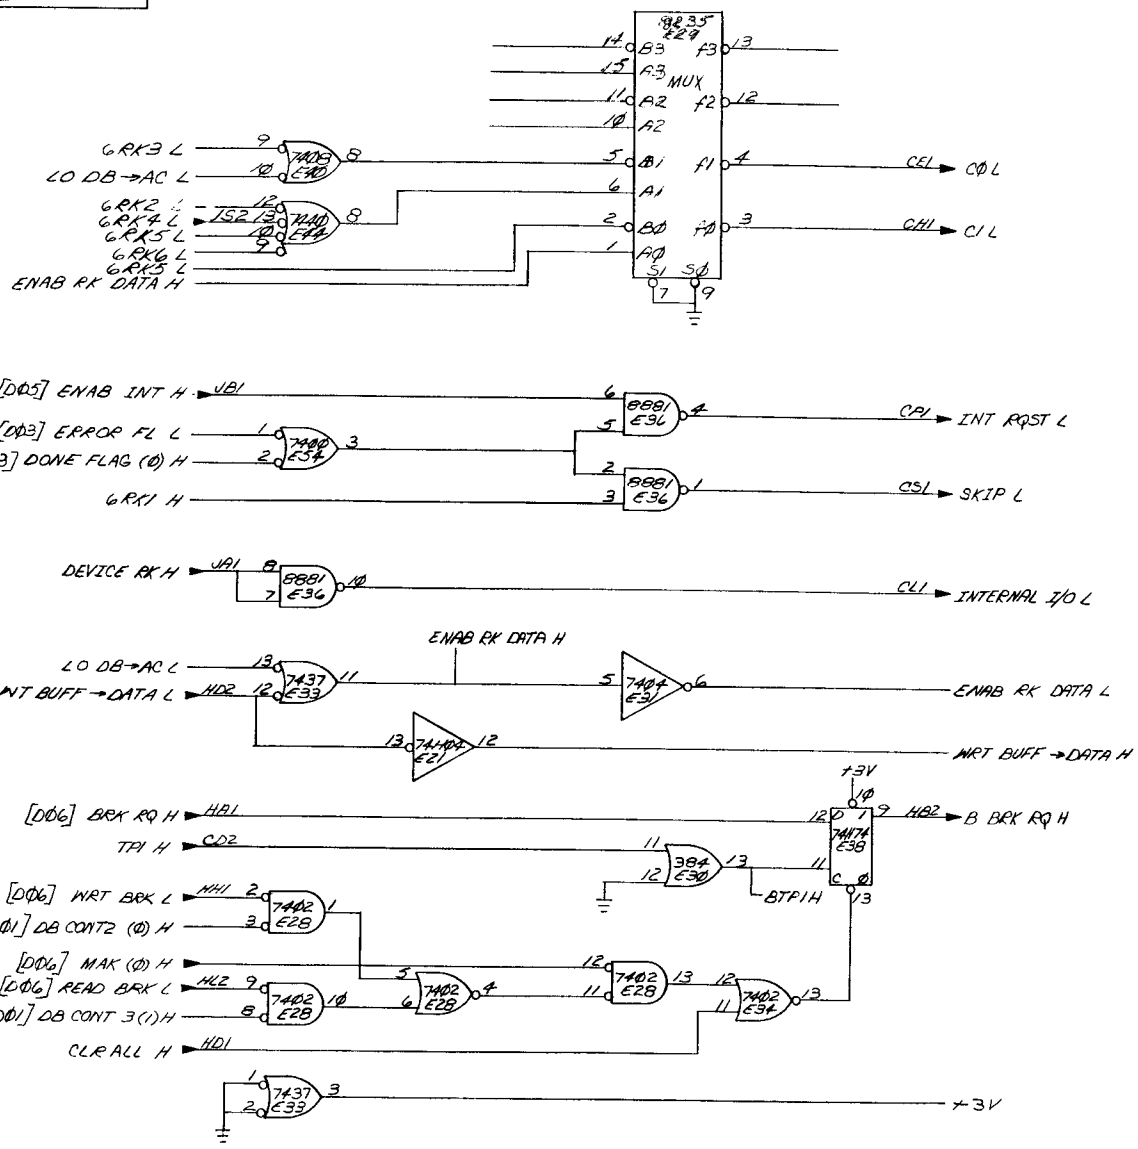 8235
E29
MUX
14 B3 f3 13
15 A3
11 B2 f2 12
10 A2
5 B1 f1 4 CE1 C0 L
6 A1
2 B0 f0 3 CH1 C1 L
1 A0
S1 S0
7 9
6RK3 L 9
LO DB→AC L 10
7408
E40
8
6RK2 L 12
6RK4 L JS2 13
6RK5 L 10
6RK6 L 9
7440
E44
8
6RK5 L
ENAB RK DATA H
[D05] ENAB INT H JB1 6
8881
E36
4 CP1 INT RQST L
[D03] ERROR FL L 1
3] DONE FLAG (0) H 2
7400
E54
3
5
2
6RK1 H 3
8881
E36
1 CS1 SKIP L
DEVICE RK H JA1 8
7
8881
E36
10 CL1 INTERNAL I/O L
ENAB RK DATA H
LO DB→AC L 13
WRT BUFF→DATA L HD2 12
7437
E33
11
5
7404
E31
6 ENAB RK DATA L
13
74H04
E21
12 WRT BUFF→DATA H
+3V
10
[D06] BRK RQ H HB1 12 D 1 9 HB2 B BRK RQ H
74H74
E38
TP1 H CD2 11
12
384
E30
13
BTP1H
11
C 0
13
[D06] WRT BRK L HH1 2
01] DB CONT2 (0) H 3
7402
E28
1
[D06] MAK (0) H 12
[D06] READ BRK L HL2 9
01] DB CONT 3(1) H 8
7402
E28
10
5
6
7402
E28
4
11
7402
E28
13
12
11
7402
E34
13
CLR ALL H HD1
1
2
7437
E33
3
+3V